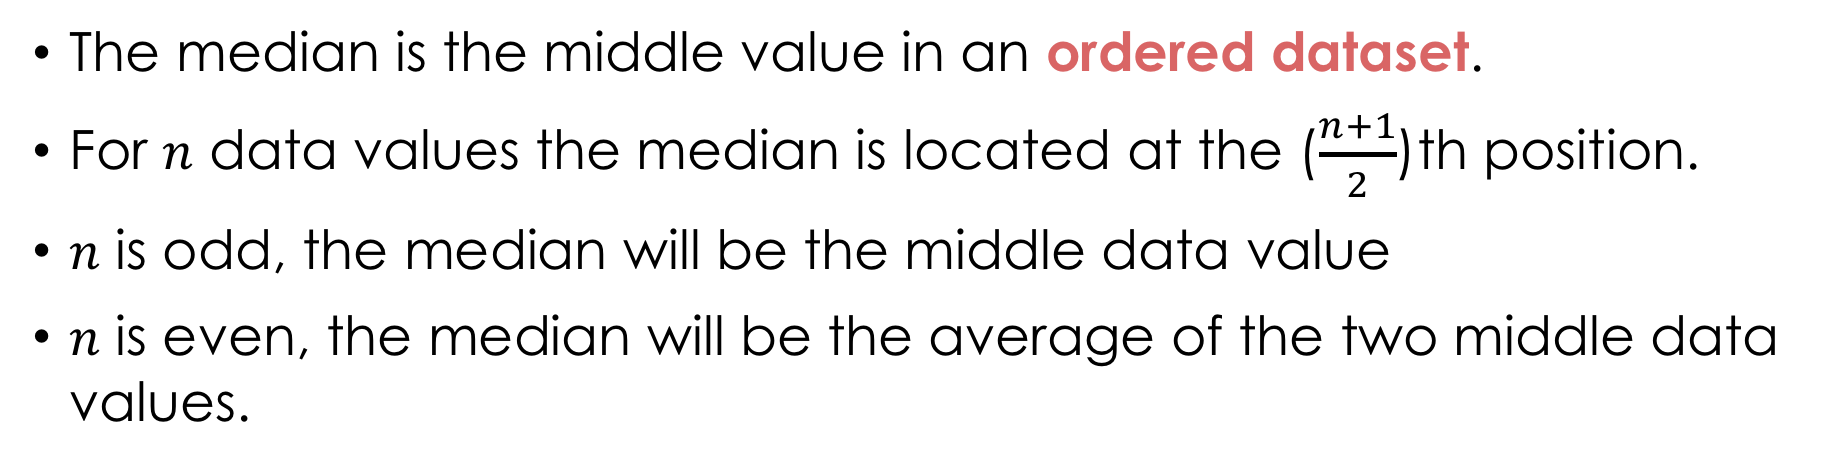 • The median is the middle value in an ordered dataset.
• For n data values the median is located at the (\frac{n+1}{2})th position.
• n is odd, the median will be the middle data value
• n is even, the median will be the average of the two middle data
values.